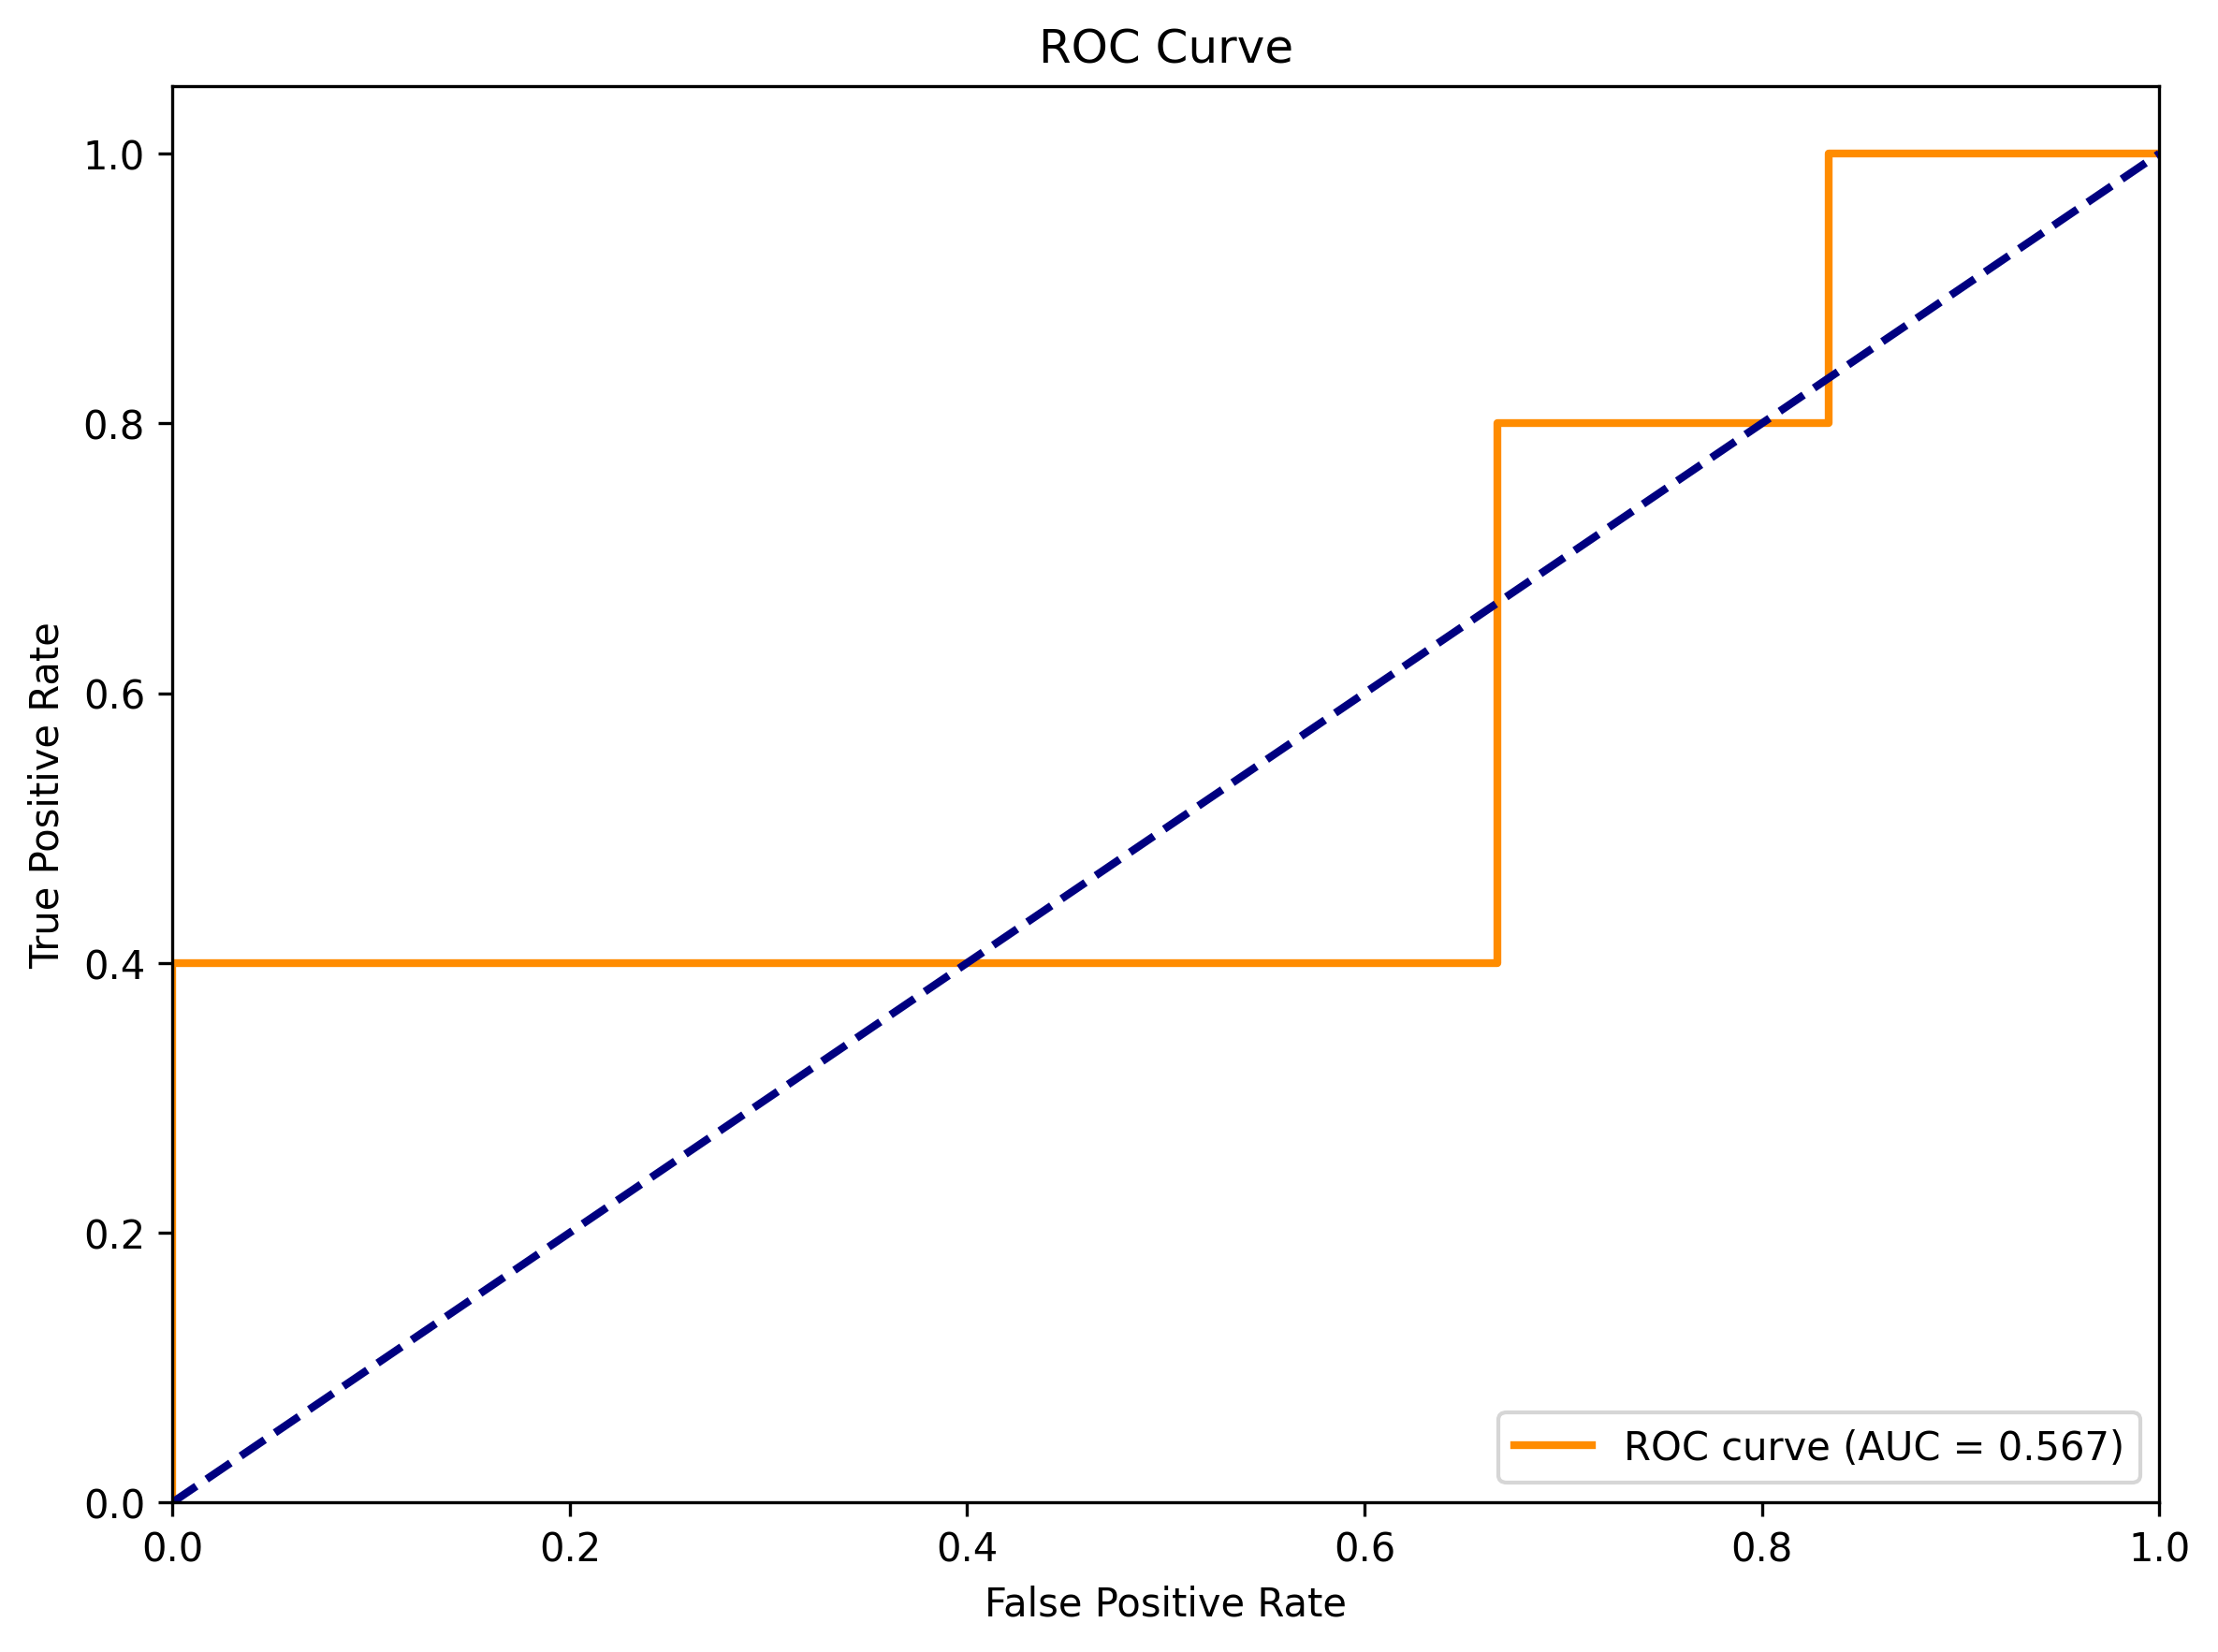 ROC Curve
1.0
0.8
0.6
0.4
0.2
0.0
True Positive Rate
ROC curve (AUC = 0.567)
0.0 0.2 0.4 0.6 0.8 1.0
False Positive Rate